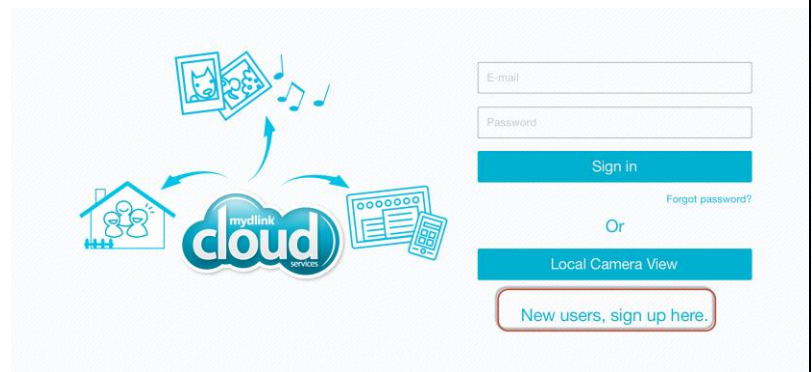 mydlink
cloud
services
E-mail
Password
Sign in
Forgot password?
Or
Local Camera View
New users, sign up here.